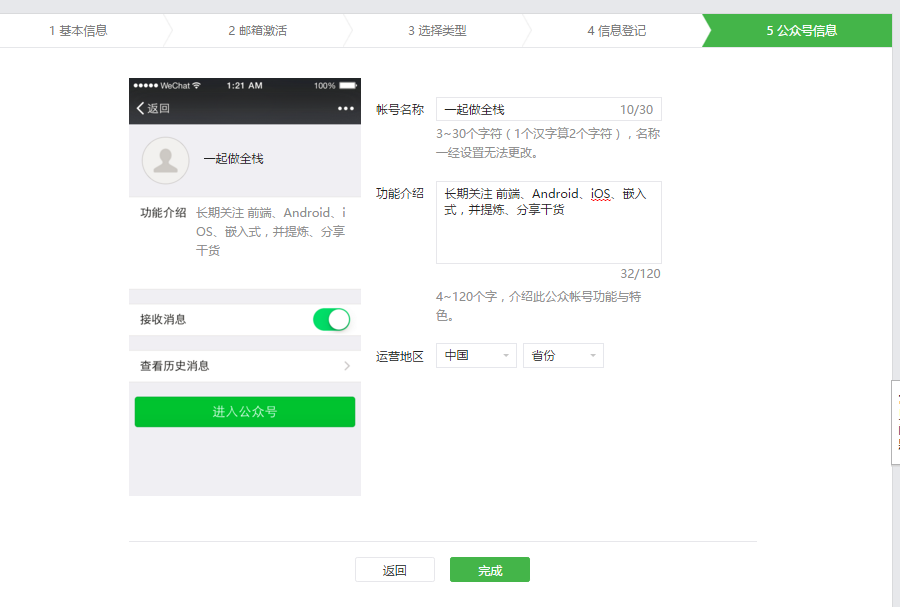 1 基本信息
2 邮箱激活
3 选择类型
4 信息登记
5 公众号信息
WeChat
1:21 AM
100%
返回
一起做全栈
功能介绍
长期关注 前端、Android、i
OS、嵌入式，并提炼、分享
干货
接收消息
查看历史消息
进入公众号
帐号名称
一起做全栈
10/30
3~30个字符（1个汉字算2个字符），名称
一经设置无法更改。
功能介绍
长期关注 前端、Android、iOS、嵌入
式，并提炼、分享干货
32/120
4~120个字，介绍此公众帐号功能与特
色。
运营地区
中国
省份
返回
完成